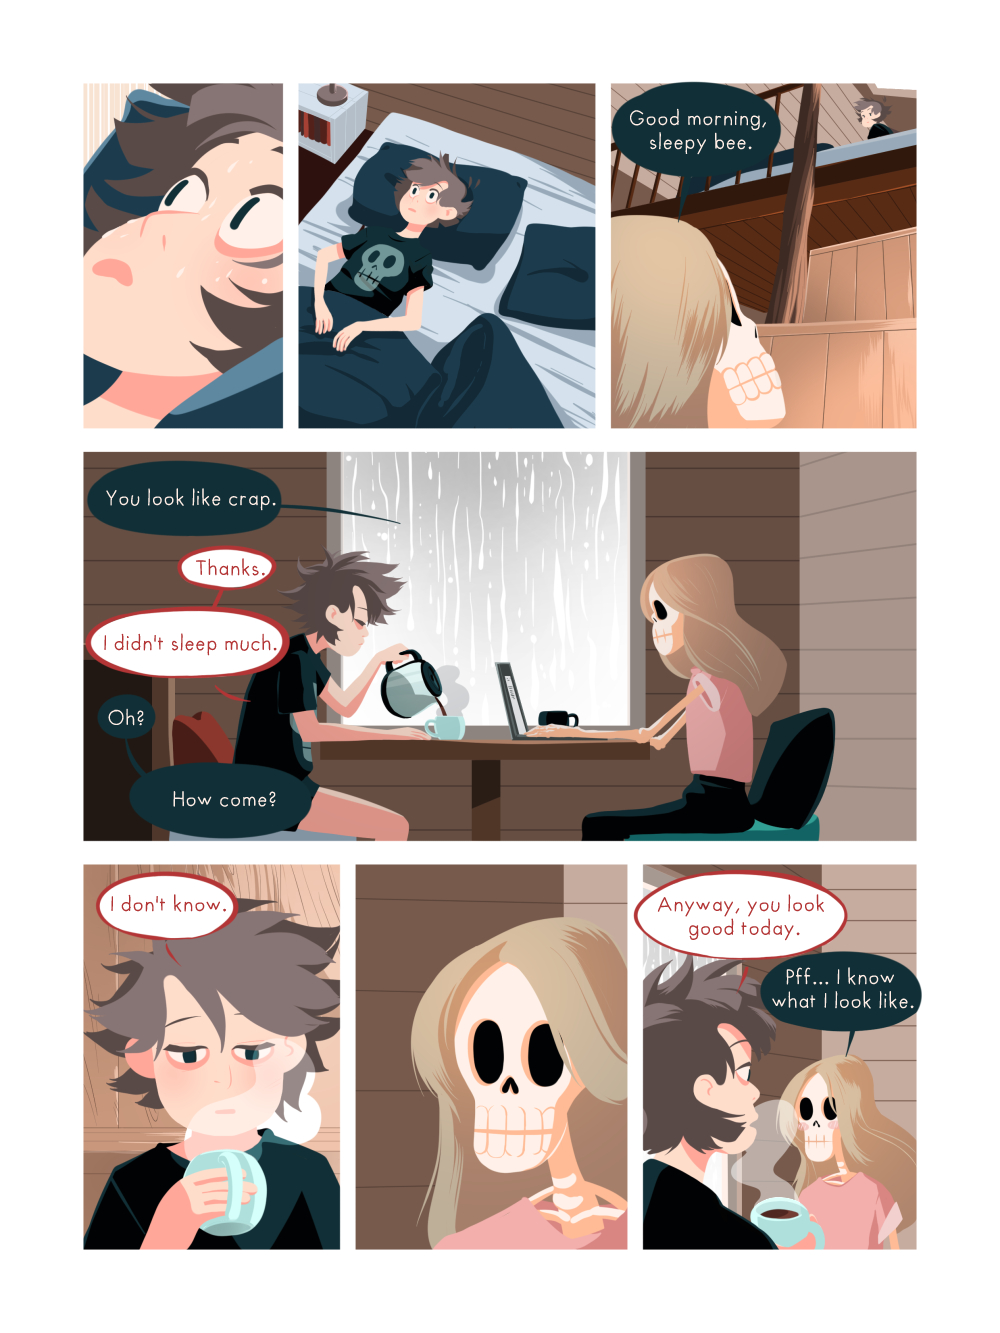 Good morning,
sleepy bee.
You look like crap.
Thanks.
I didn't sleep much.
Oh?
How come?
I don't know.
Anyway, you look
good today.
Pff... I know
what I look like.